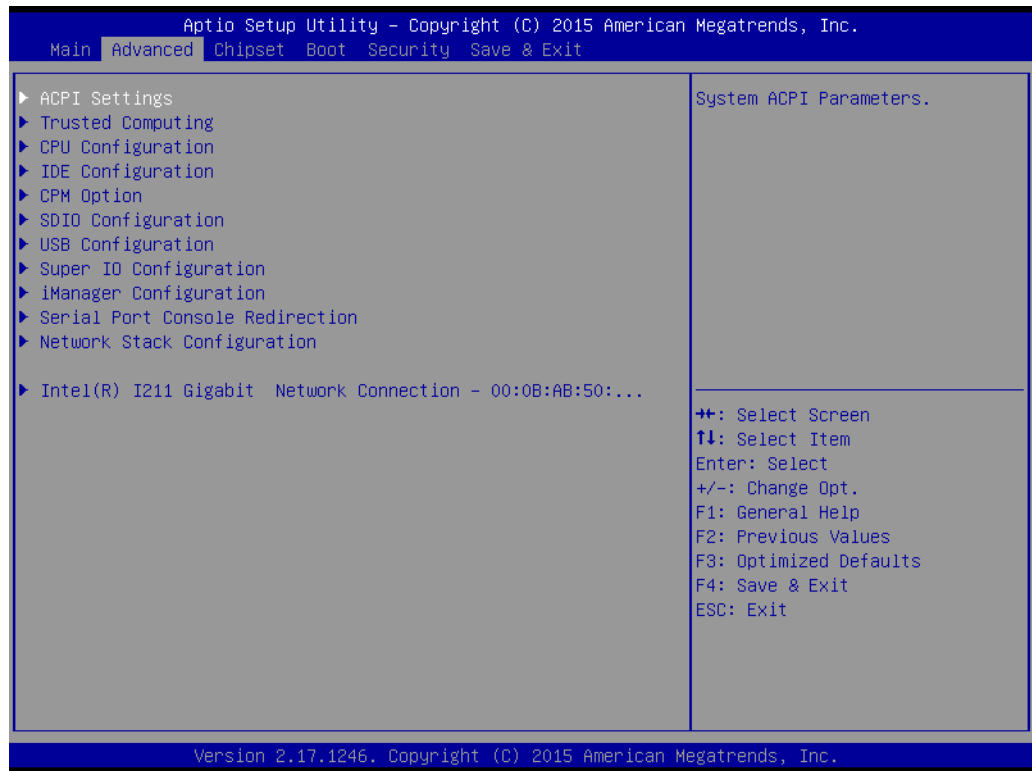 Aptio Setup Utility – Copyright (C) 2015 American Megatrends, Inc.
Main Advanced Chipset Boot Security Save & Exit
▶ ACPI Settings
▶ Trusted Computing
▶ CPU Configuration
▶ IDE Configuration
▶ CPM Option
▶ SDIO Configuration
▶ USB Configuration
▶ Super IO Configuration
▶ iManager Configuration
▶ Serial Port Console Redirection
▶ Network Stack Configuration
▶ Intel(R) I211 Gigabit  Network Connection – 00:0B:AB:50:...
System ACPI Parameters.
→←: Select Screen
↑↓: Select Item
Enter: Select
+/-: Change Opt.
F1: General Help
F2: Previous Values
F3: Optimized Defaults
F4: Save & Exit
ESC: Exit
Version 2.17.1246. Copyright (C) 2015 American Megatrends, Inc.